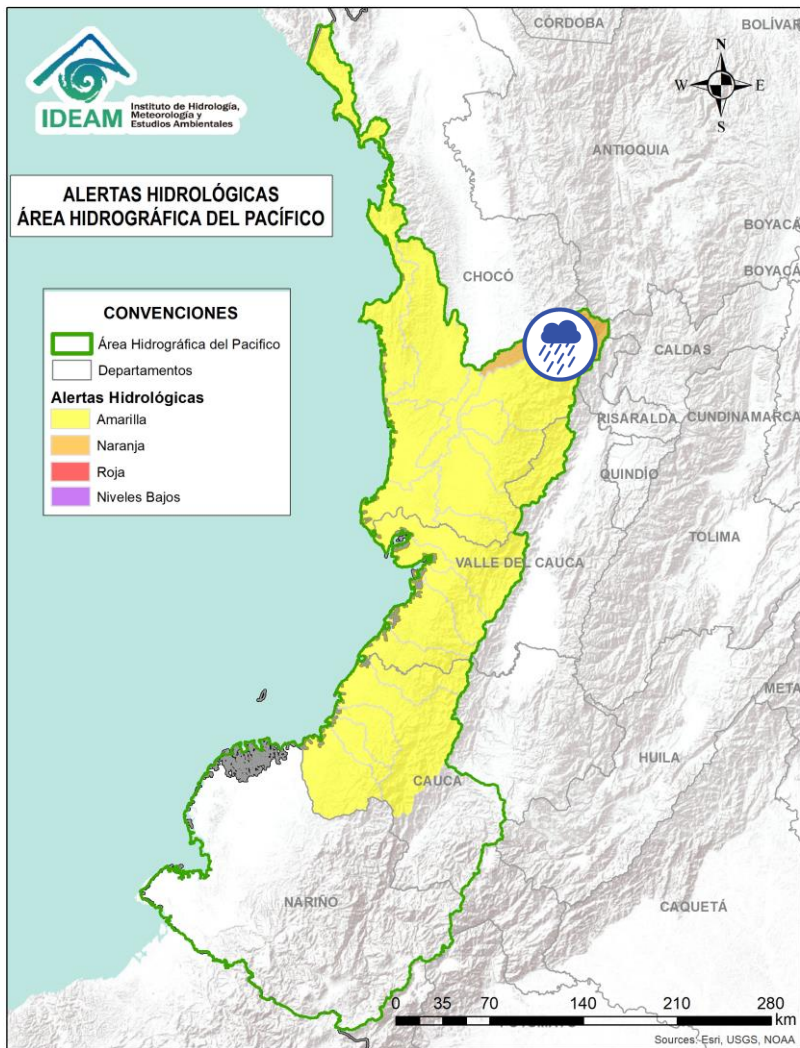 CÓRDOBA
BOLÍVAR
N
W
E
S
IDEAM
Instituto de Hidrología,
Meteorología y
Estudios Ambientales
ANTIOQUIA
ALERTAS HIDROLÓGICAS
ÁREA HIDROGRÁFICA DEL PACÍFICO
BOYACÁ
CHOCÓ
BOYACÁ
CONVENCIONES
Área Hidrográfica del Pacifico
Departamentos
Alertas Hidrológicas
Amarilla
Naranja
Roja
Niveles Bajos
CALDAS
RISARALDA
CUNDINAMARCA
QUINDÍO
TOLIMA
VALLE DEL CAUCA
META
HUILA
CAUCA
NARIÑO
CAQUETÁ
0 35 70 140 210 280
km
Sources: Esri, USGS, NOAA